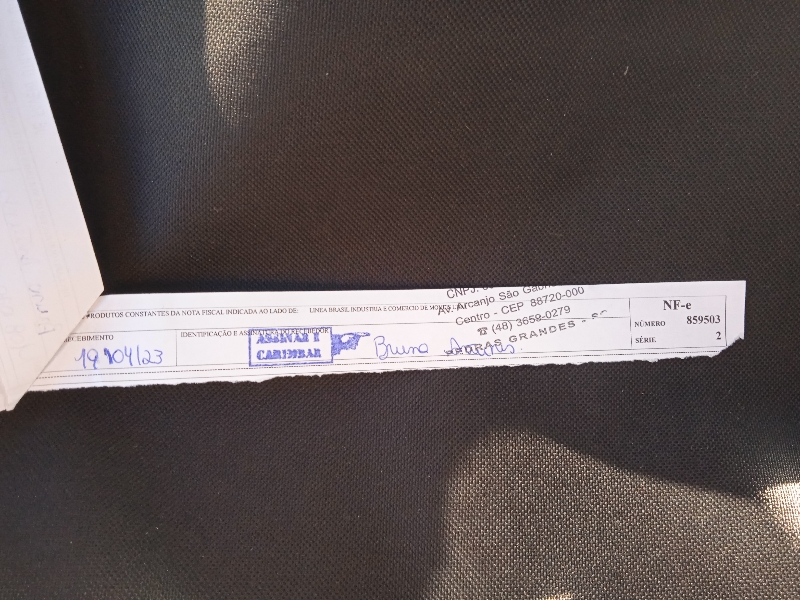 PRODUTOS CONSTANTES DA NOTA FISCAL INDICADA AO LADO DE: LINEA BRASIL INDUSTRIA E COMERCIO DE
CNPJ:
Av. Arcanjo São
Centro - CEP 88720-000
☎ (48) 3659-0279
GRANDES -
NF-e
NÚMERO 859503
SÉRIE 2
19/04/23
IDENTIFICAÇÃO E ASSINATURA DO RECEBEDOR
ASSINAR E
CARIMBAR
Bruna